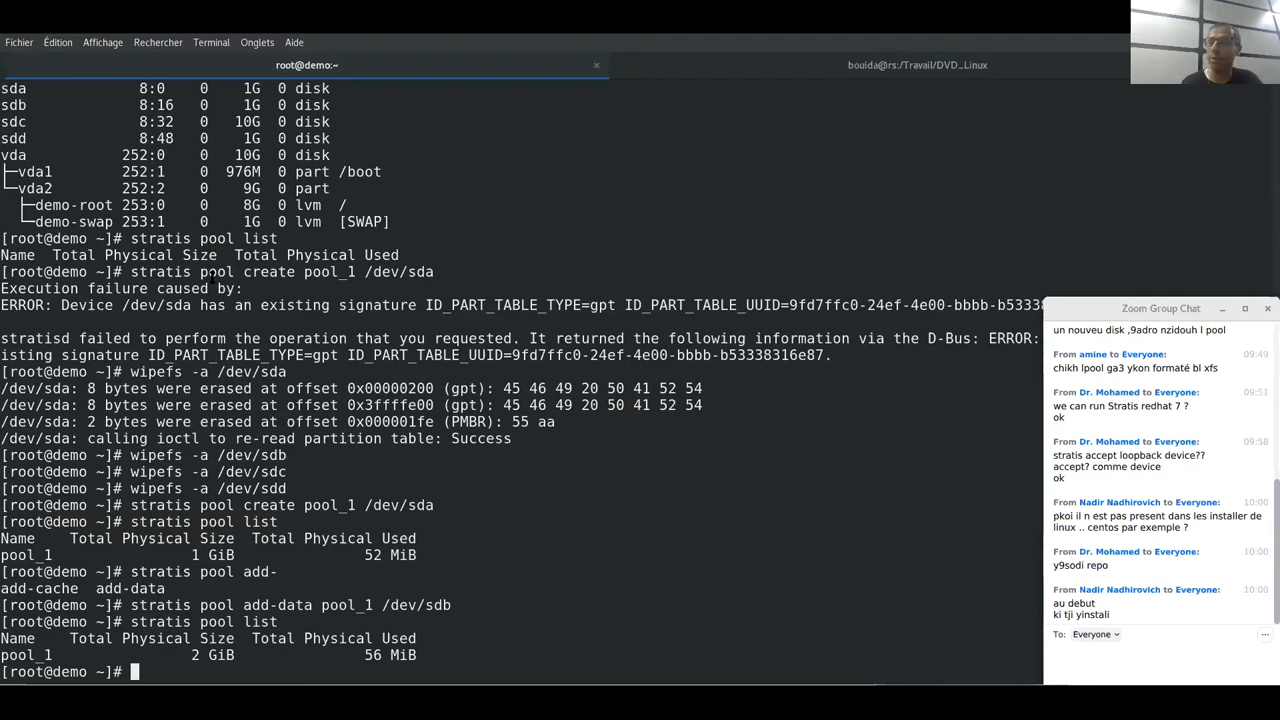 Fichier Édition Affichage Rechercher Terminal Onglets Aide
root@demo:~ × bouida@rs:/Travail/DVD_Linux
sda 8:0 0 1G 0 disk
sdb 8:16 0 1G 0 disk
sdc 8:32 0 10G 0 disk
sdd 8:48 0 1G 0 disk
vda 252:0 0 10G 0 disk
├─vda1 252:1 0 976M 0 part /boot
└─vda2 252:2 0 9G 0 part
├─demo-root 253:0 0 8G 0 lvm /
└─demo-swap 253:1 0 1G 0 lvm [SWAP]
[root@demo ~]# stratis pool list
Name Total Physical Size Total Physical Used
[root@demo ~]# stratis pool create pool_1 /dev/sda
Execution failure caused by:
ERROR: Device /dev/sda has an existing signature ID_PART_TABLE_TYPE=gpt ID_PART_TABLE_UUID=9fd7ffc0-24ef-4e00-bbbb-b5333
stratisd failed to perform the operation that you requested. It returned the following information via the D-Bus: ERROR:
isting signature ID_PART_TABLE_TYPE=gpt ID_PART_TABLE_UUID=9fd7ffc0-24ef-4e00-bbbb-b53338316e87.
[root@demo ~]# wipefs -a /dev/sda
/dev/sda: 8 bytes were erased at offset 0x00000200 (gpt): 45 46 49 20 50 41 52 54
/dev/sda: 8 bytes were erased at offset 0x3ffffe00 (gpt): 45 46 49 20 50 41 52 54
/dev/sda: 2 bytes were erased at offset 0x000001fe (PMBR): 55 aa
/dev/sda: calling ioctl to re-read partition table: Success
[root@demo ~]# wipefs -a /dev/sdb
[root@demo ~]# wipefs -a /dev/sdc
[root@demo ~]# wipefs -a /dev/sdd
[root@demo ~]# stratis pool create pool_1 /dev/sda
[root@demo ~]# stratis pool list
Name Total Physical Size Total Physical Used
pool_1 1 GiB 52 MiB
[root@demo ~]# stratis pool add-
add-cache add-data
[root@demo ~]# stratis pool add-data pool_1 /dev/sdb
[root@demo ~]# stratis pool list
Name Total Physical Size Total Physical Used
pool_1 2 GiB 56 MiB
[root@demo ~]#
Zoom Group Chat
un nouveu disk ,9adro nzidouh l pool
From amine to Everyone: 09:49
chikh lpool ga3 ykon formaté bl xfs
From Dr. Mohamed to Everyone: 09:51
we can run Stratis redhat 7 ?
ok
From Dr. Mohamed to Everyone: 09:58
stratis accept loopback device??
accept? comme device
ok
From Nadir Nadhirovich to Everyone: 10:00
pkoi il n est pas present dans les installer de
linux .. centos par exemple ?
From Dr. Mohamed to Everyone: 10:00
y9sodi repo
From Nadir Nadhirovich to Everyone: 10:00
au debut
ki tji yinstali
To: Everyone